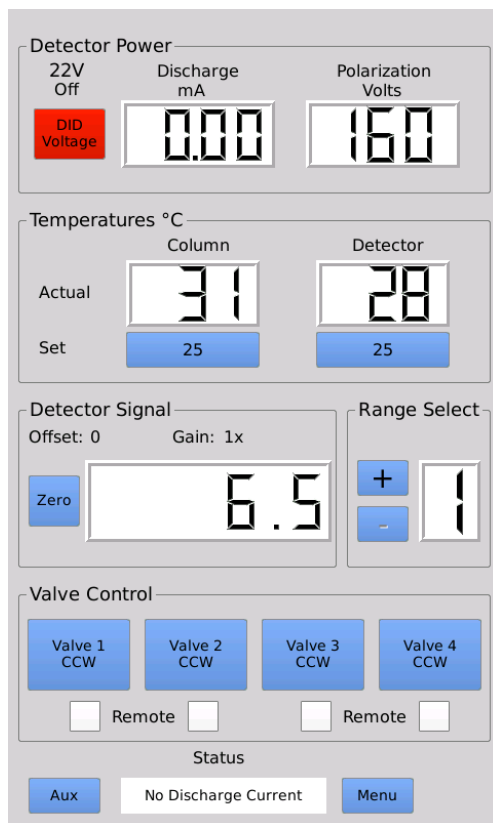 Detector Power
22V
Off
Discharge
mA
Polarization
Volts
DID
Voltage
0.00
160
Temperatures °C
Column
Detector
Actual
31
28
Set
25
25
Detector Signal
Range Select
Offset: 0
Gain: 1x
Zero
6.5
+
-
1
Valve Control
Valve 1
CCW
Valve 2
CCW
Valve 3
CCW
Valve 4
CCW
Remote
Remote
Status
Aux
No Discharge Current
Menu